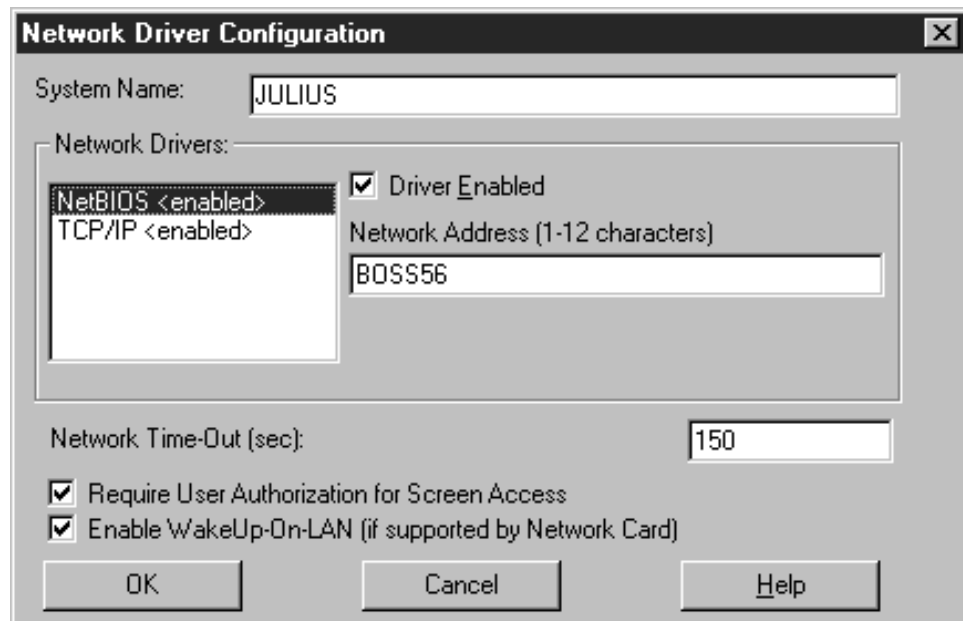 Network Driver Configuration
System Name: JULIUS
Network Drivers:
NetBIOS <enabled>
TCP/IP <enabled>
Driver Enabled
Network Address (1-12 characters)
BOSS56
Network Time-Out (sec): 150
Require User Authorization for Screen Access
Enable WakeUp-On-LAN (if supported by Network Card)
OK Cancel Help